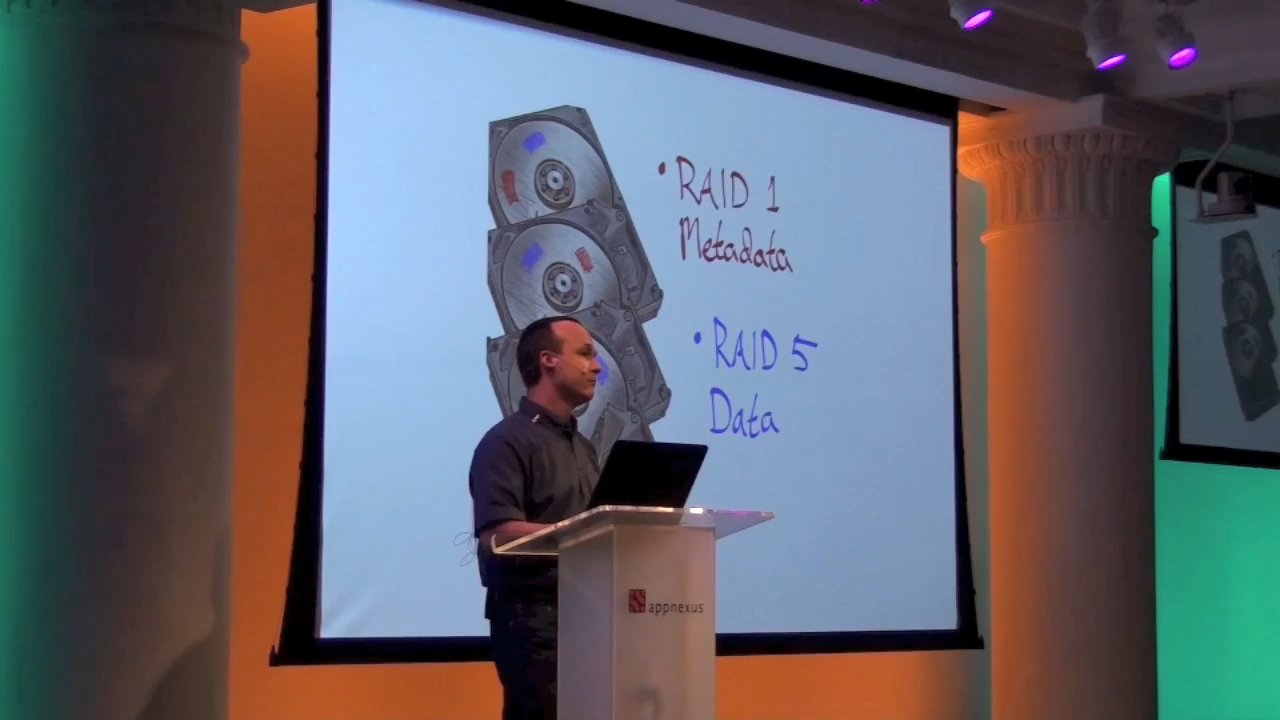 • RAID 1
Metadata
• RAID 5
Data
appnexus